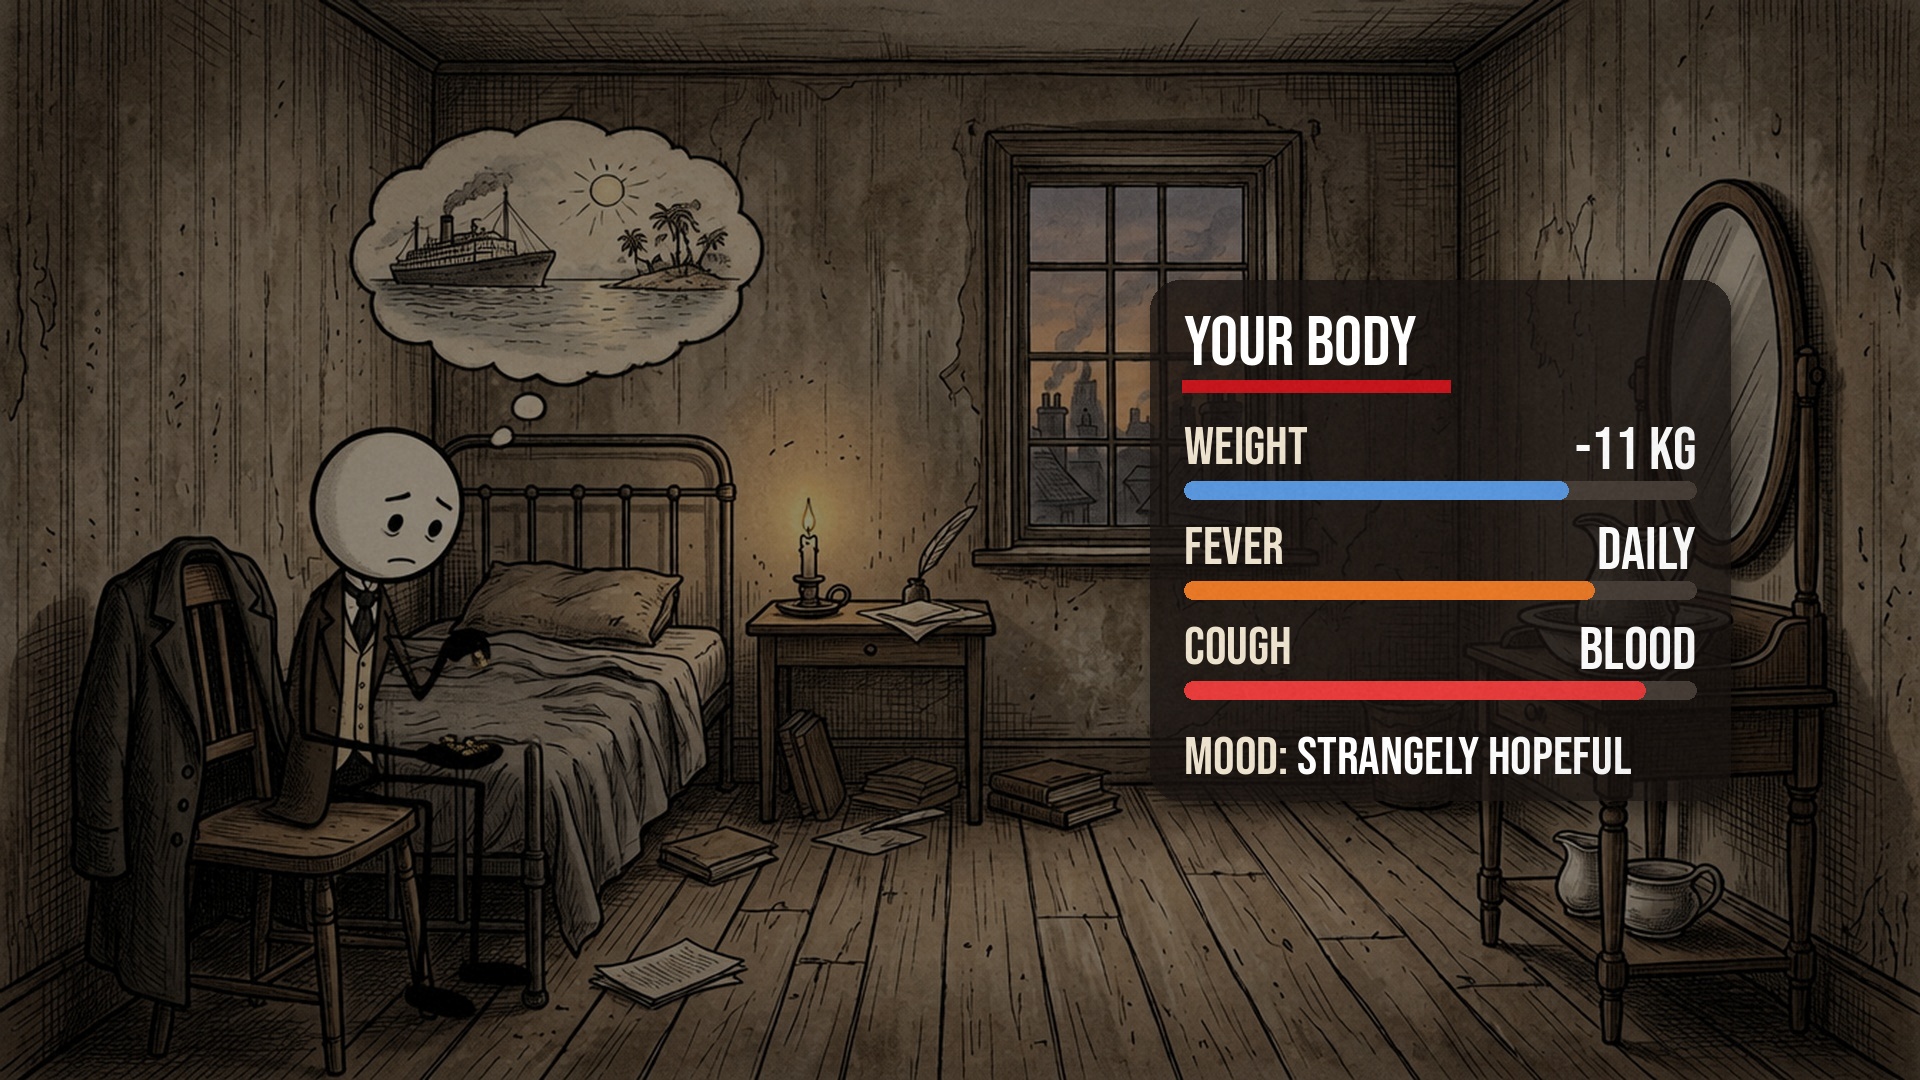 YOUR BODY
WEIGHT -11 KG
FEVER DAILY
COUGH BLOOD
MOOD: STRANGELY HOPEFUL